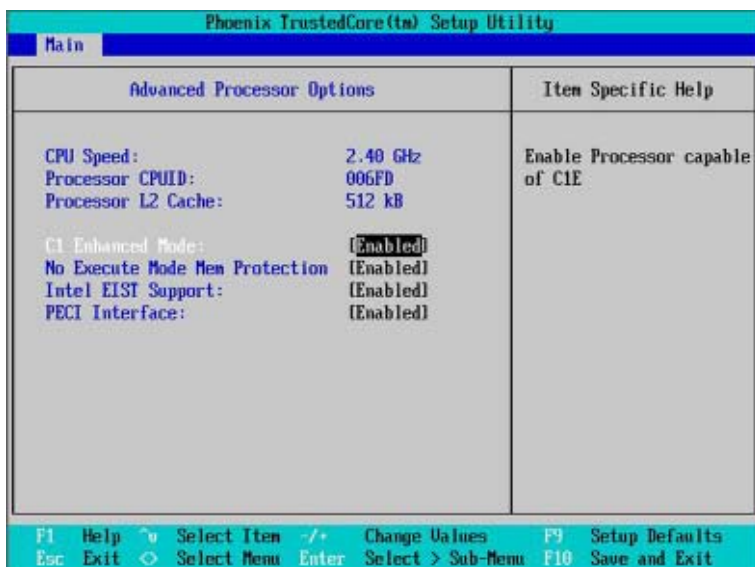 Phoenix TrustedCore(tm) Setup Utility
Main
Advanced Processor Options
Item Specific Help
CPU Speed: 2.40 GHz
Processor CPUID: 006FD
Processor L2 Cache: 512 kB
C1 Enhanced Mode: [Enabled]
No Execute Mode Mem Protection [Enabled]
Intel EIST Support: [Enabled]
PECI Interface: [Enabled]
Enable Processor capable
of C1E
F1 Help ^v Select Item -/+ Change Values F9 Setup Defaults
Esc Exit <> Select Menu Enter Select > Sub-Menu F10 Save and Exit